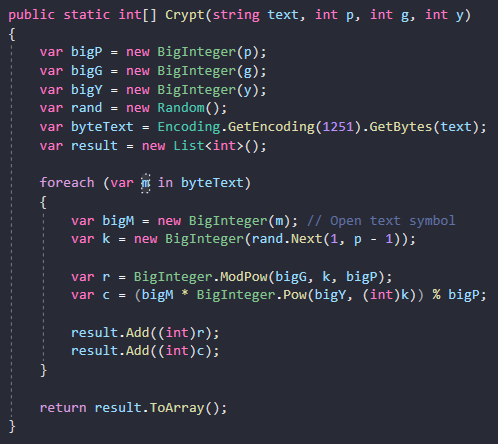 public static int[] Crypt(string text, int p, int g, int y)
{
    var bigP = new BigInteger(p);
    var bigG = new BigInteger(g);
    var bigY = new BigInteger(y);
    var rand = new Random();
    var byteText = Encoding.GetEncoding(1251).GetBytes(text);
    var result = new List<int>();

    foreach (var m in byteText)
    {
        var bigM = new BigInteger(m); // Open text symbol
        var k = new BigInteger(rand.Next(1, p - 1));

        var r = BigInteger.ModPow(bigG, k, bigP);
        var c = (bigM * BigInteger.Pow(bigY, (int)k)) % bigP;

        result.Add((int)r);
        result.Add((int)c);
    }

    return result.ToArray();
}